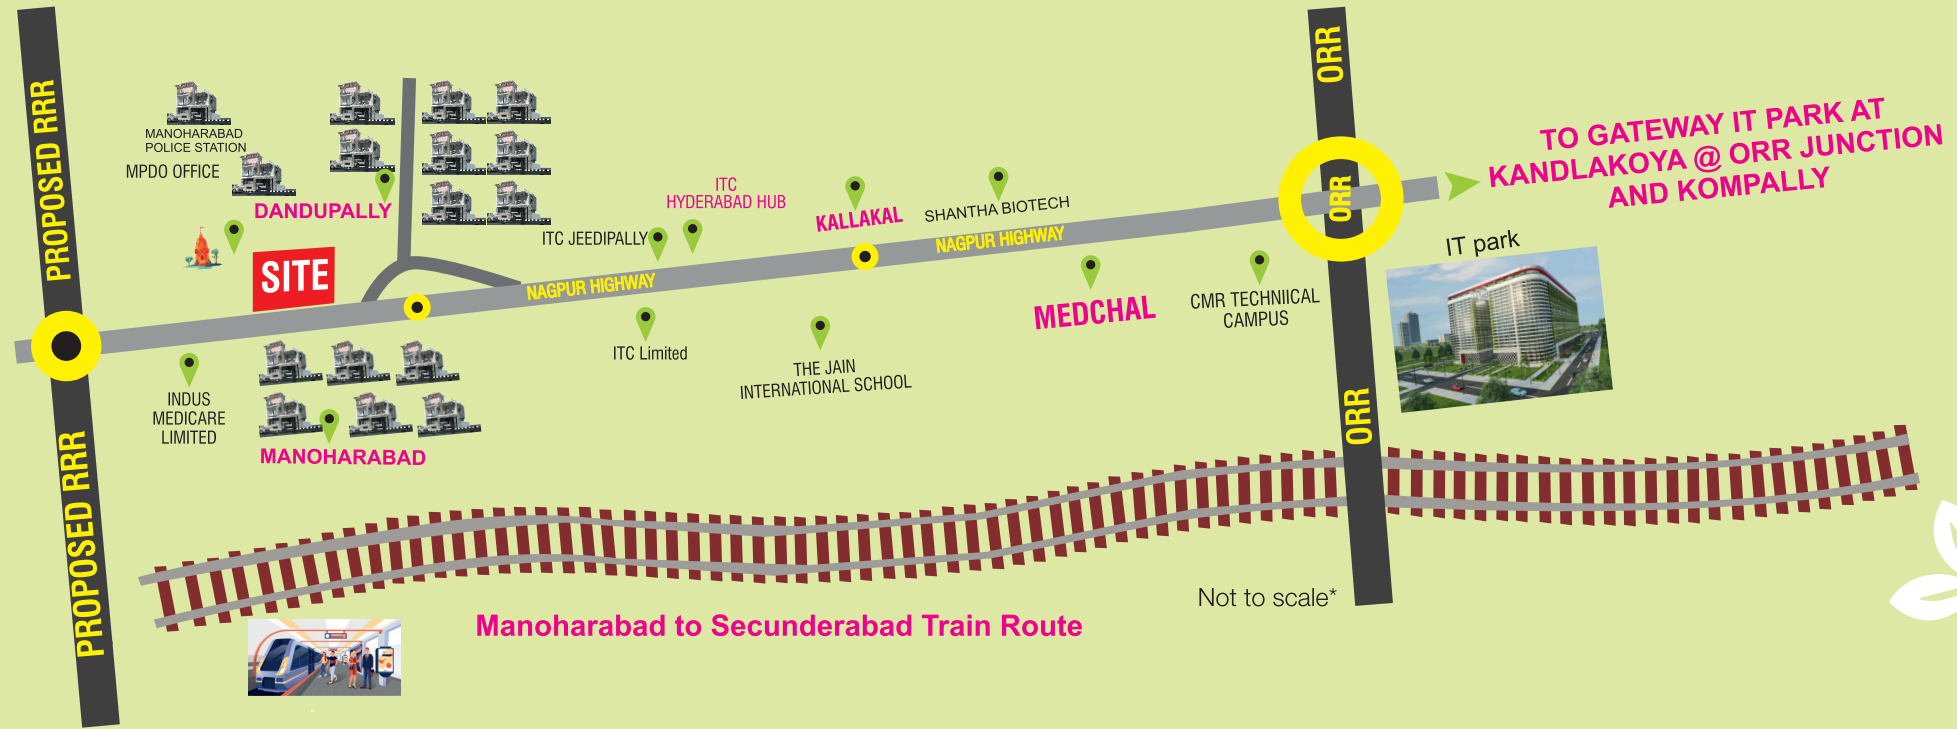 PROPOSED RRR
MANOHARABAD
POLICE STATION
MPDO OFFICE
DANDUPALLY
SITE
INDUS
MEDICARE
LIMITED
MANOHARABAD
PROPOSED RRR
ITC
HYDERABAD HUB
ITC JEEDIPALLY
NAGPUR HIGHWAY
ITC Limited
KALLAKAL
SHANTHA BIOTECH
NAGPUR HIGHWAY
THE JAIN
INTERNATIONAL SCHOOL
MEDCHAL
CMR TECHNIICAL
CAMPUS
ORR
ORR
ORR
TO GATEWAY IT PARK AT
KANDLAKOYA @ ORR JUNCTION
AND KOMPALLY
IT park
Not to scale*
Manoharabad to Secunderabad Train Route